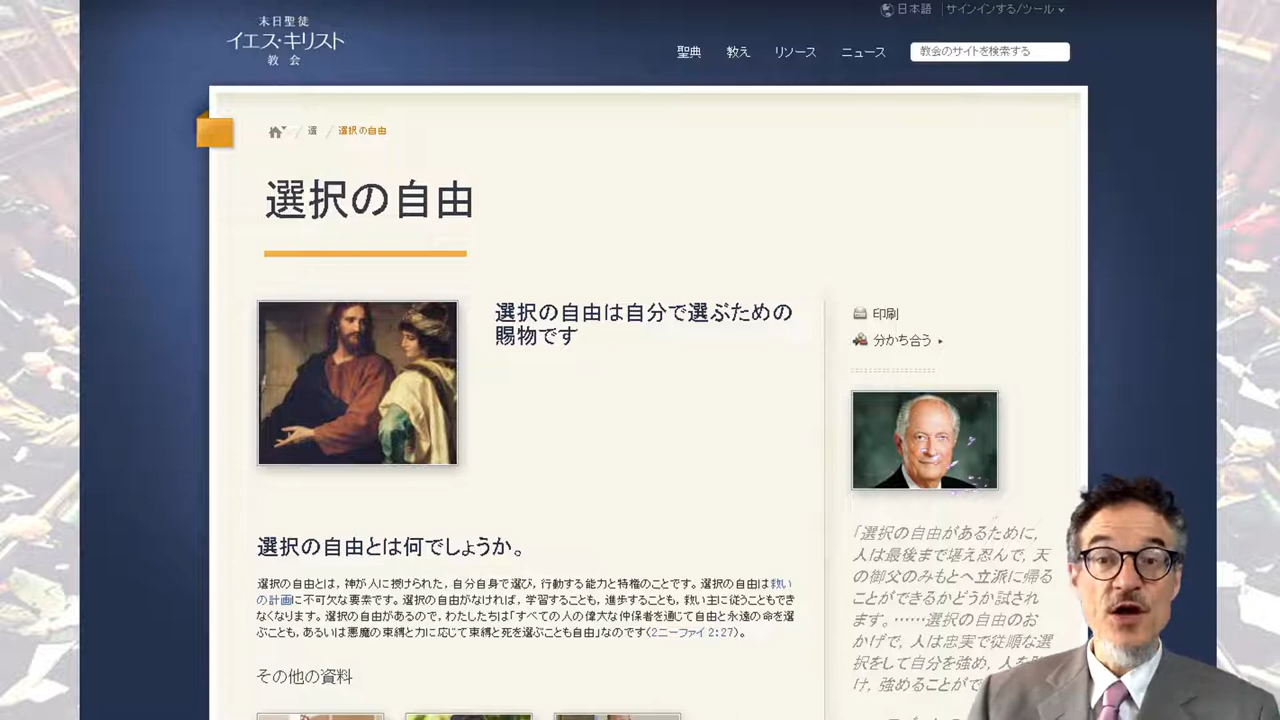 末日聖徒
イエス・キリスト
教 会
日本語 サインインする/ツール
聖典 教え リソース ニュース 教会のサイトを検索する
選 / 選択の自由
選択の自由
選択の自由は自分で選ぶための
賜物です
印刷
分かち合う
選択の自由とは何でしょうか。
選択の自由とは，神が人に授けられた，自分自身で選び，行動する能力と特権のことです。選択の自由は救い
の計画に不可欠な要素です。選択の自由がなければ，学習することも，進歩することも，救い主に従うこともでき
なくなります。選択の自由があるので，わたしたちは「すべての人の偉大な仲保者を通じて自由と永遠の命を選
ぶことも，あるいは悪魔の束縛と力に応じて束縛と死を選ぶことも自由」なのです（2ニーファイ 2:27）。
その他の資料
「選択の自由があるために，
人は最後まで堪え忍んで，天
の御父のみもとへ立派に帰る
ことができるかどうか試され
ます。……選択の自由のお
かげで，人は忠実で従順な選
択をして自分を強め，人を
け，強めることがで